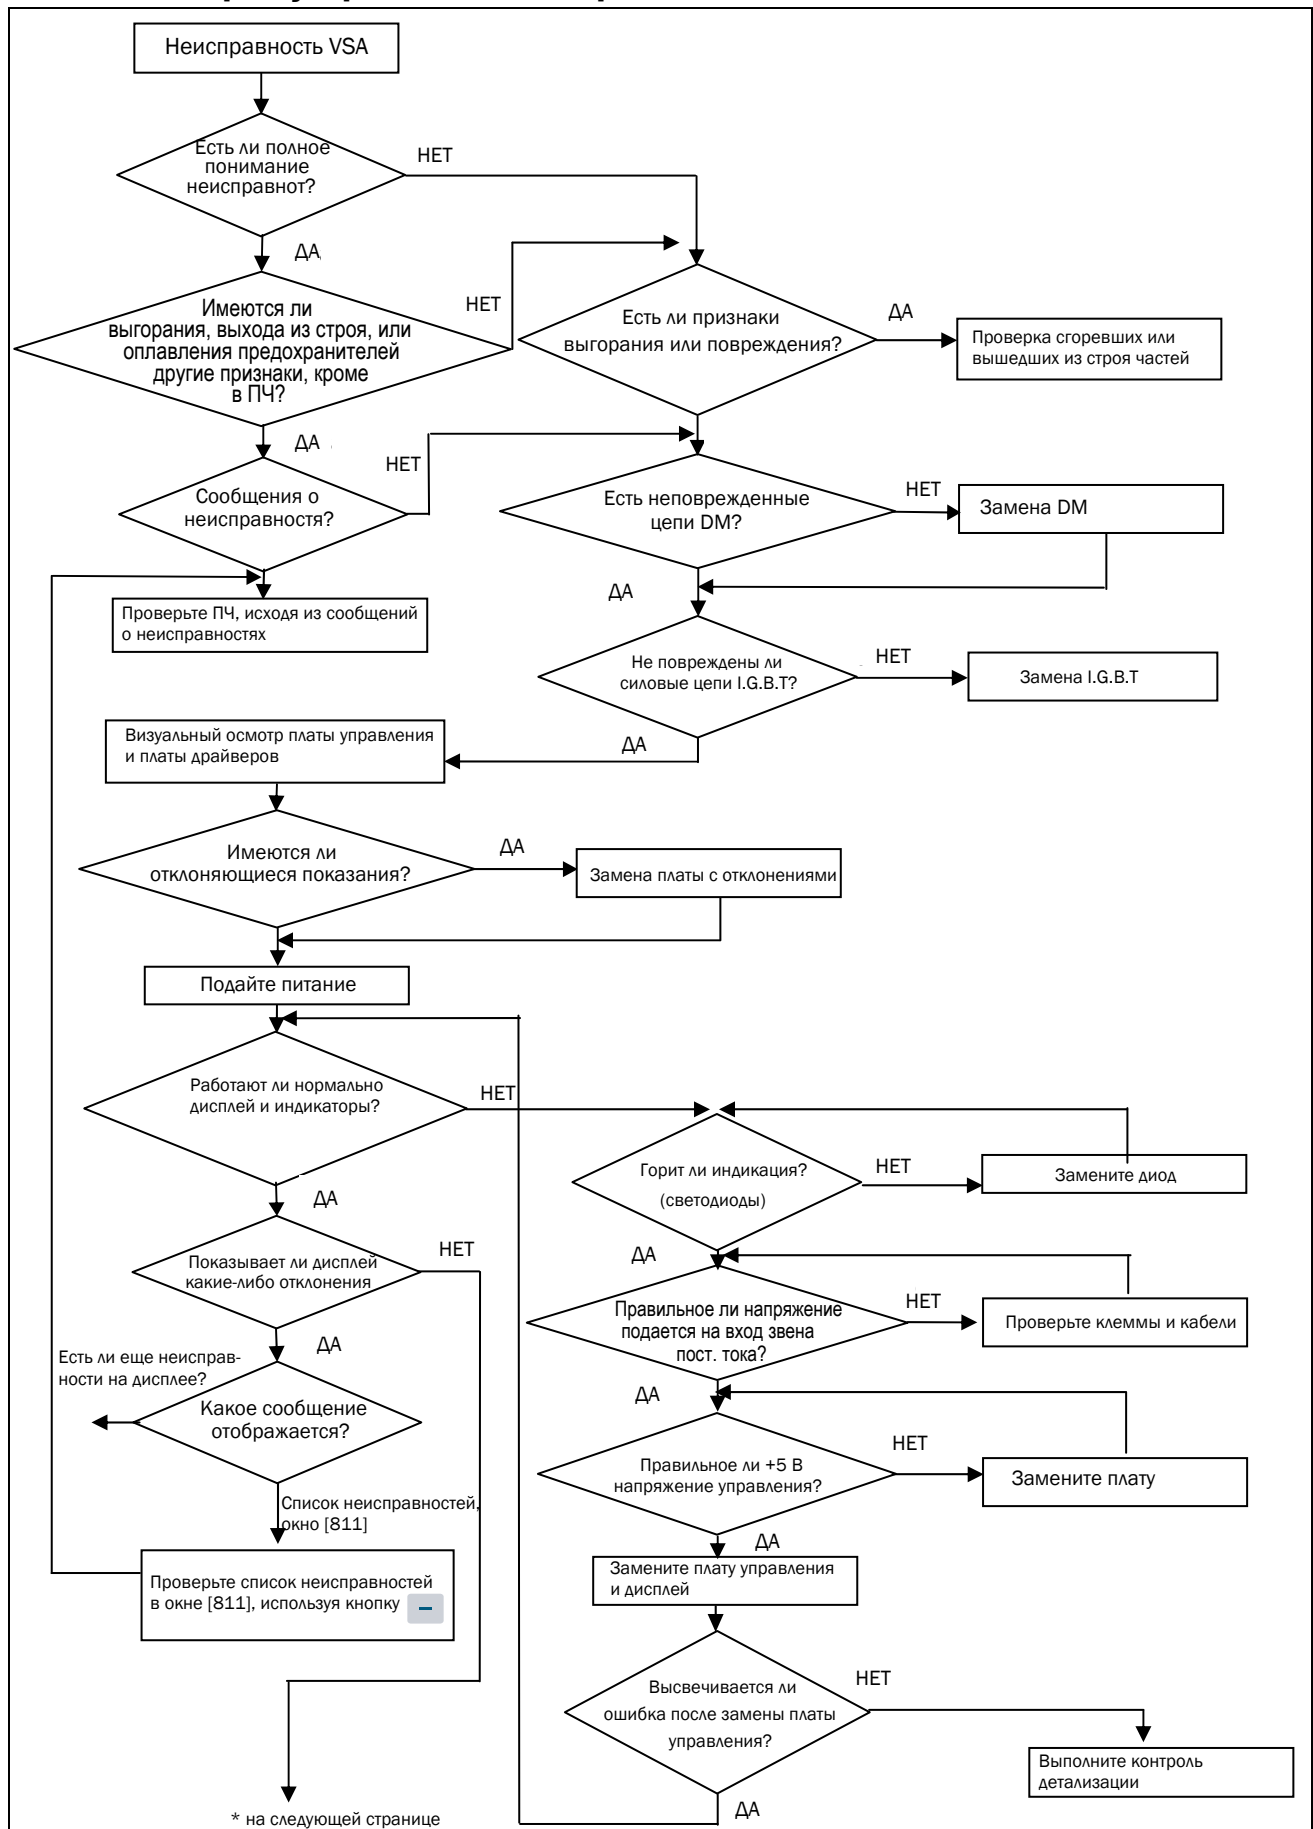 Неисправность VSA
Есть ли полное
понимание
неисправнот?
НЕТ
ДА
Имеются ли
выгорания, выхода из строя, или
оплавления предохранителей
другие признаки, кроме
в ПЧ?
НЕТ
Есть ли признаки
выгорания или повреждения?
ДА
Проверка сгоревших или
вышедших из строя частей
ДА
НЕТ
Сообщения о
неисправностя?
Есть неповрежденные
цепи DM?
НЕТ
Замена DM
ДА
Проверьте ПЧ, исходя из сообщений
о неисправностях
Не повреждены ли
силовые цепи I.G.B.T?
НЕТ
Замена I.G.B.T
ДА
Визуальный осмотр платы управления
и платы драйверов
Имеются ли
отклоняющиеся показания?
ДА
Замена платы с отклонениями
Подайте питание
Работают ли нормально
дисплей и индикаторы?
НЕТ
Горит ли индикация?
(светодиоды)
НЕТ
Замените диод
ДА
Показывает ли дисплей
какие-либо отклонения
НЕТ
ДА
Правильное ли напряжение
подается на вход звена
пост. тока?
НЕТ
Проверьте клеммы и кабели
ДА
Есть ли еще неисправ-
ности на дисплее?
Какое сообщение
отображается?
ДА
Правильное ли +5 В
напряжение управления?
НЕТ
Замените плату
Список неисправностей,
окно [811]
ДА
Проверьте список неисправностей
в окне [811], используя кнопку –
Замените плату управления
и дисплей
Высвечивается ли
ошибка после замены платы
управления?
НЕТ
Выполните контроль
детализации
ДА
* на следующей странице